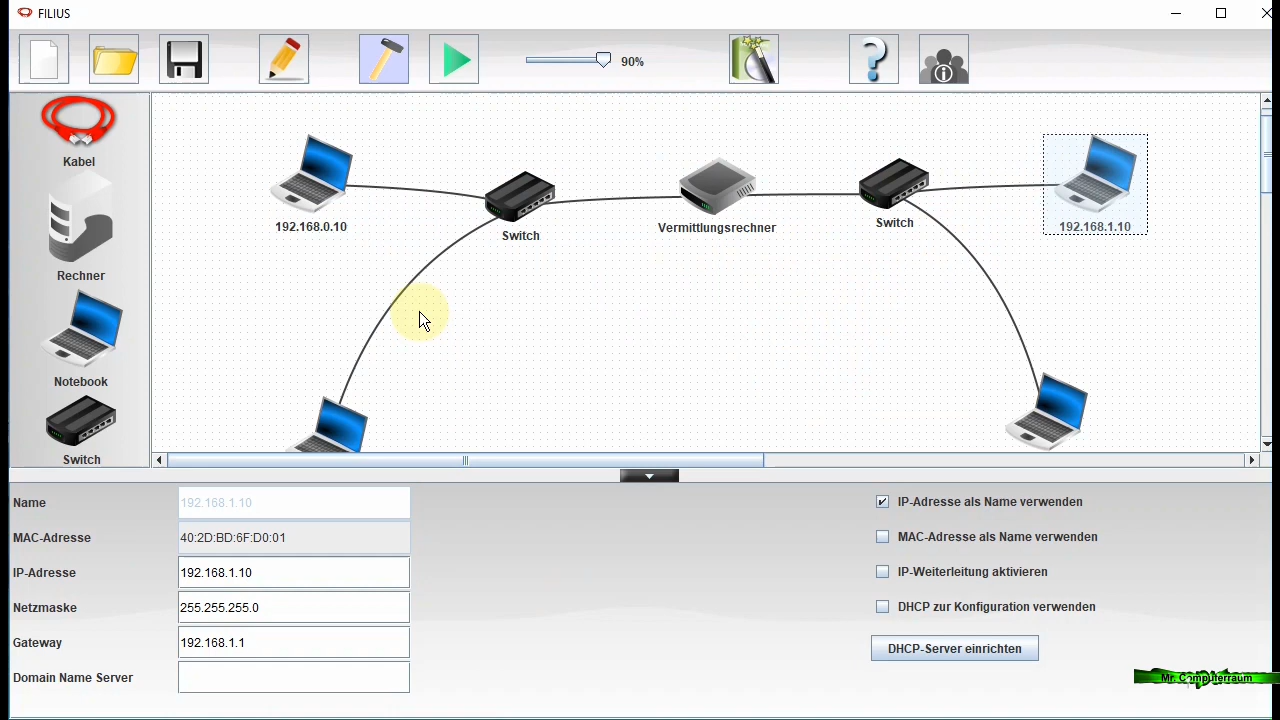 FILIUS
90%
Kabel
Rechner
Notebook
Switch
192.168.0.10
Switch
Vermittlungsrechner
Switch
192.168.1.10
Name
192.168.1.10
MAC-Adresse
40:2D:BD:6F:D0:01
IP-Adresse
192.168.1.10
Netzmaske
255.255.255.0
Gateway
192.168.1.1
Domain Name Server
IP-Adresse als Name verwenden
MAC-Adresse als Name verwenden
IP-Weiterleitung aktivieren
DHCP zur Konfiguration verwenden
DHCP-Server einrichten
Mr. Computerraum